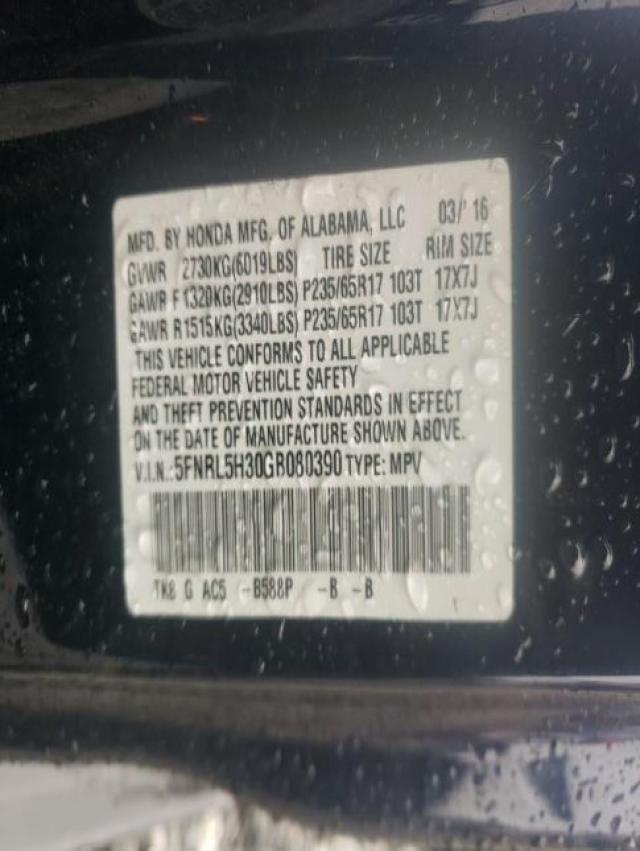 MFD. BY HONDA MFG. OF ALABAMA, LLC 03/'16
GVWR 2730KG(6019LBS) TIRE SIZE RIM SIZE
GAWR F1320KG(2910LBS) P235/65R17 103T 17X7J
GAWR R1515KG(3340LBS) P235/65R17 103T 17X7J
THIS VEHICLE CONFORMS TO ALL APPLICABLE
FEDERAL MOTOR VEHICLE SAFETY
AND THEFT PREVENTION STANDARDS IN EFFECT
ON THE DATE OF MANUFACTURE SHOWN ABOVE.
V.I.N.:5FNRL5H30GB080390 TYPE: MPV
TK8 G AC5 -B588P -B -B